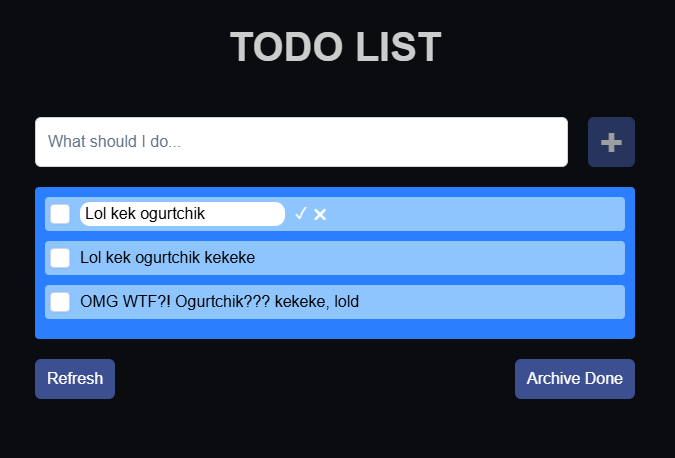 TODO LIST
What should I do...
Lol kek ogurtchik
Lol kek ogurtchik kekeke
OMG WTF?! Ogurtchik??? kekeke, lold
Refresh
Archive Done